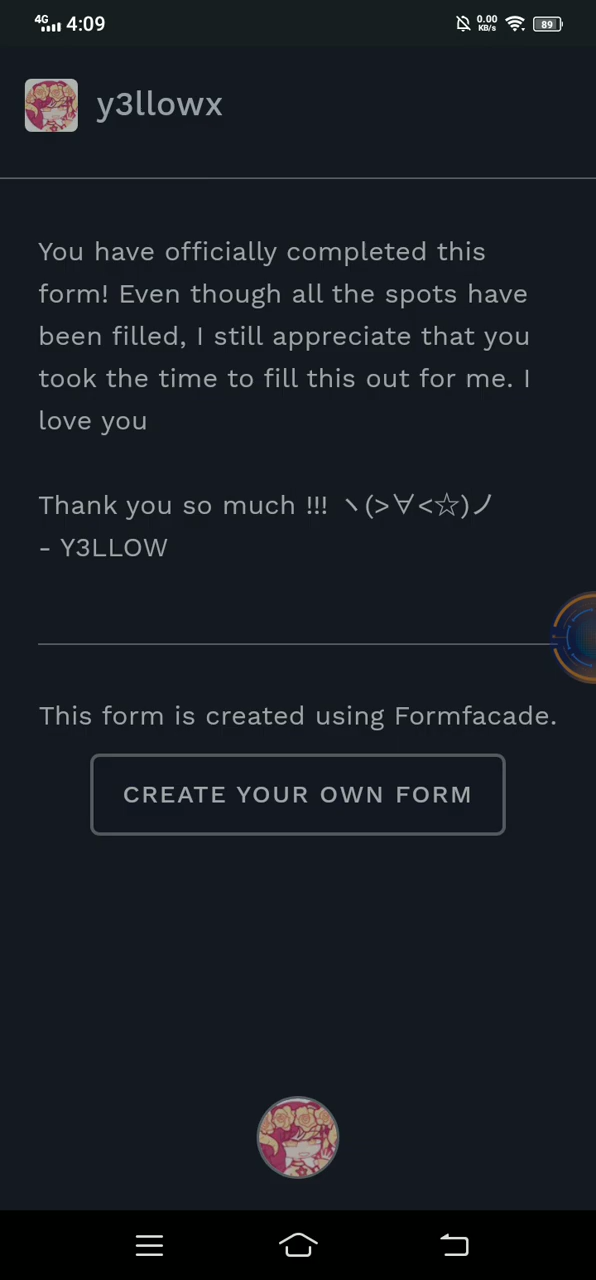 4G 4:09 0.00 KB/s 89
y3llowx
You have officially completed this
form! Even though all the spots have
been filled, I still appreciate that you
took the time to fill this out for me. I
love you
Thank you so much !!! ヽ(>∀<☆)ノ
- Y3LLOW
This form is created using Formfacade.
CREATE YOUR OWN FORM